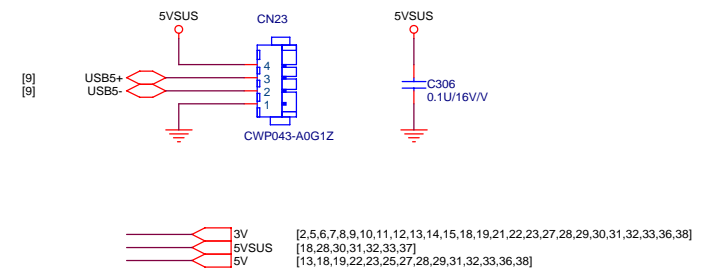 5VSUS CN23 5VSUS
4
[9] USB5+ 3
[9] USB5- 2
1
C306
0.1U/16V/V
CWP043-A0G1Z
3V [2,5,6,7,8,9,10,11,12,13,14,15,18,19,21,22,23,27,28,29,30,31,32,33,36,38]
5VSUS [18,28,30,31,32,33,37]
5V [13,18,19,22,23,25,27,28,29,31,32,33,36,38]